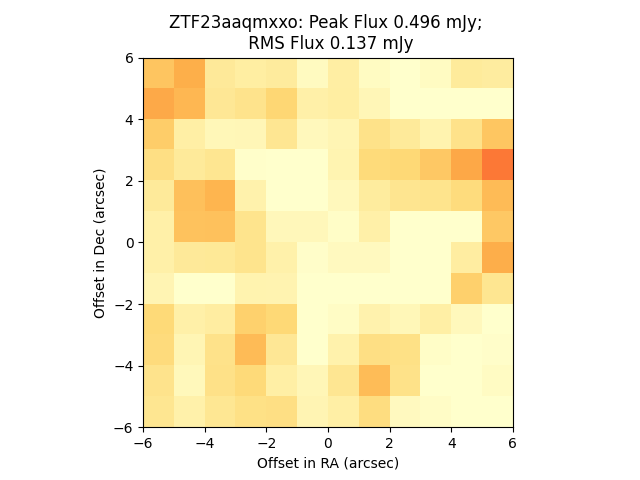 ZTF23aaqmxxo: Peak Flux 0.496 mJy;
RMS Flux 0.137 mJy
6
4
2
0
−2
−4
−6
Offset in Dec (arcsec)
−6 −4 −2 0 2 4 6
Offset in RA (arcsec)